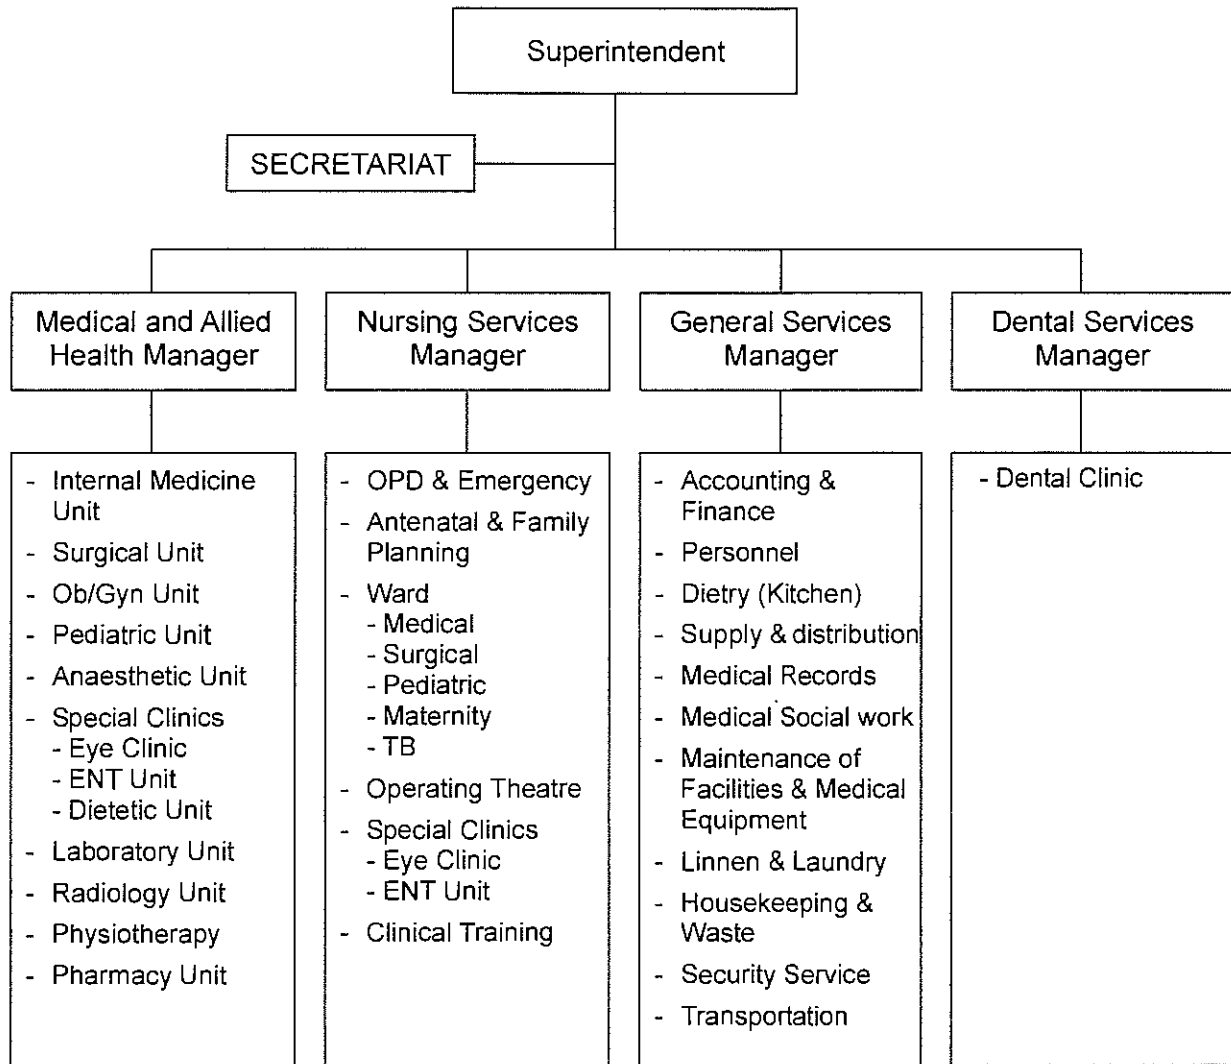 Superintendent
SECRETARIAT
Medical and Allied
Health Manager
Nursing Services
Manager
General Services
Manager
Dental Services
Manager
- Internal Medicine
Unit
- Surgical Unit
- Ob/Gyn Unit
- Pediatric Unit
- Anaesthetic Unit
- Special Clinics
- Eye Clinic
- ENT Unit
- Dietetic Unit
- Laboratory Unit
- Radiology Unit
- Physiotherapy
- Pharmacy Unit
- OPD & Emergency
- Antenatal & Family
Planning
- Ward
- Medical
- Surgical
- Pediatric
- Maternity
- TB
- Operating Theatre
- Special Clinics
- Eye Clinic
- ENT Unit
- Clinical Training
- Accounting &
Finance
- Personnel
- Dietry (Kitchen)
- Supply & distribution
- Medical Records
- Medical Social work
- Maintenance of
Facilities & Medical
Equipment
- Linnen & Laundry
- Housekeeping &
Waste
- Security Service
- Transportation
- Dental Clinic